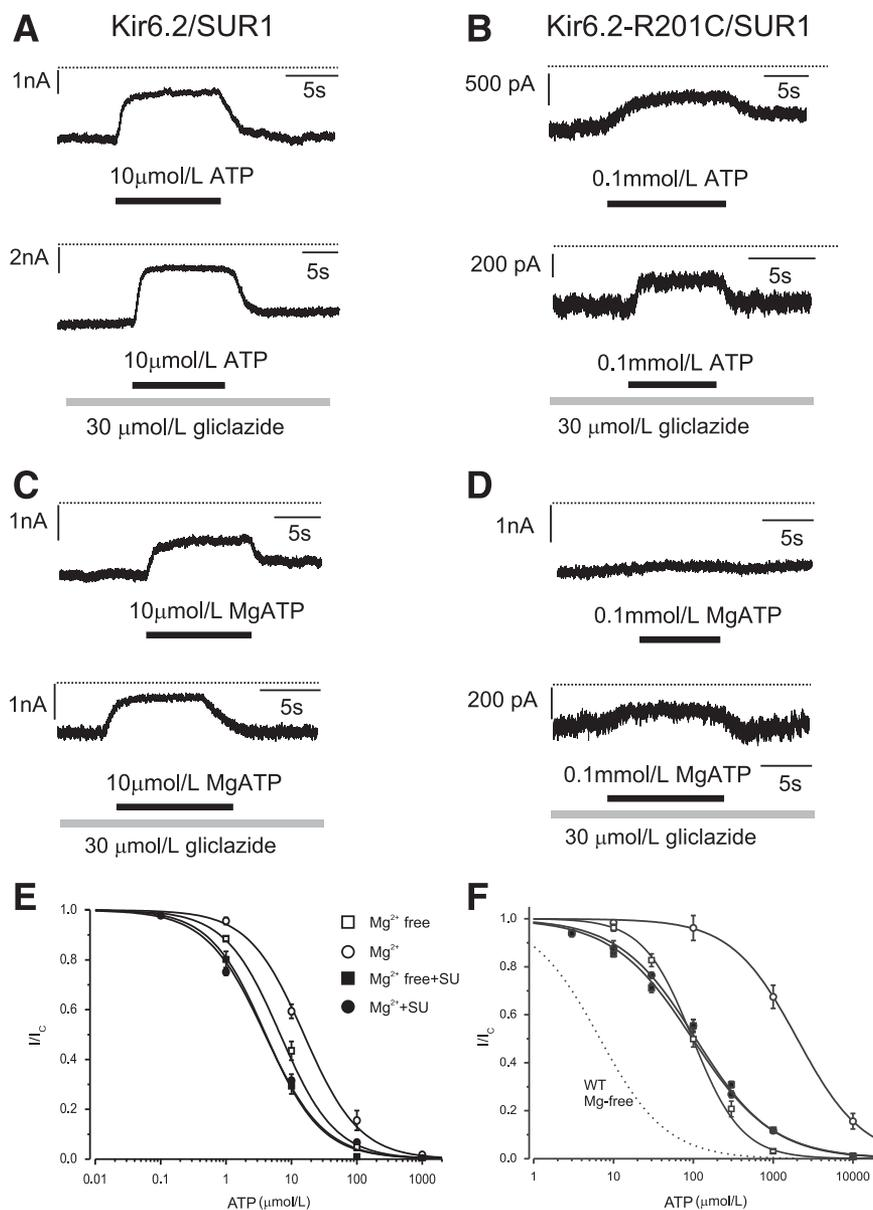 A
Kir6.2/SUR1
1nA
5s
10μmol/L ATP
2nA
5s
10μmol/L ATP
30 μmol/L gliclazide
B
Kir6.2-R201C/SUR1
500 pA
5s
0.1mmol/L ATP
200 pA
5s
0.1mmol/L ATP
30 μmol/L gliclazide
C
1nA
5s
10μmol/L MgATP
1nA
5s
10μmol/L MgATP
30 μmol/L gliclazide
D
1nA
5s
0.1mmol/L MgATP
200 pA
0.1mmol/L MgATP
5s
30 μmol/L gliclazide
E
1.0
0.8
0.6
0.4
0.2
0.0
I/IC
0.01
0.1
1
10
100
1000
ATP (μmol/L)
Mg²⁺ free
Mg²⁺
Mg²⁺ free+SU
Mg²⁺+SU
F
1.0
0.8
0.6
0.4
0.2
0.0
I/IC
WT
Mg-free
1
10
100
1000
10000
ATP (μmol/L)